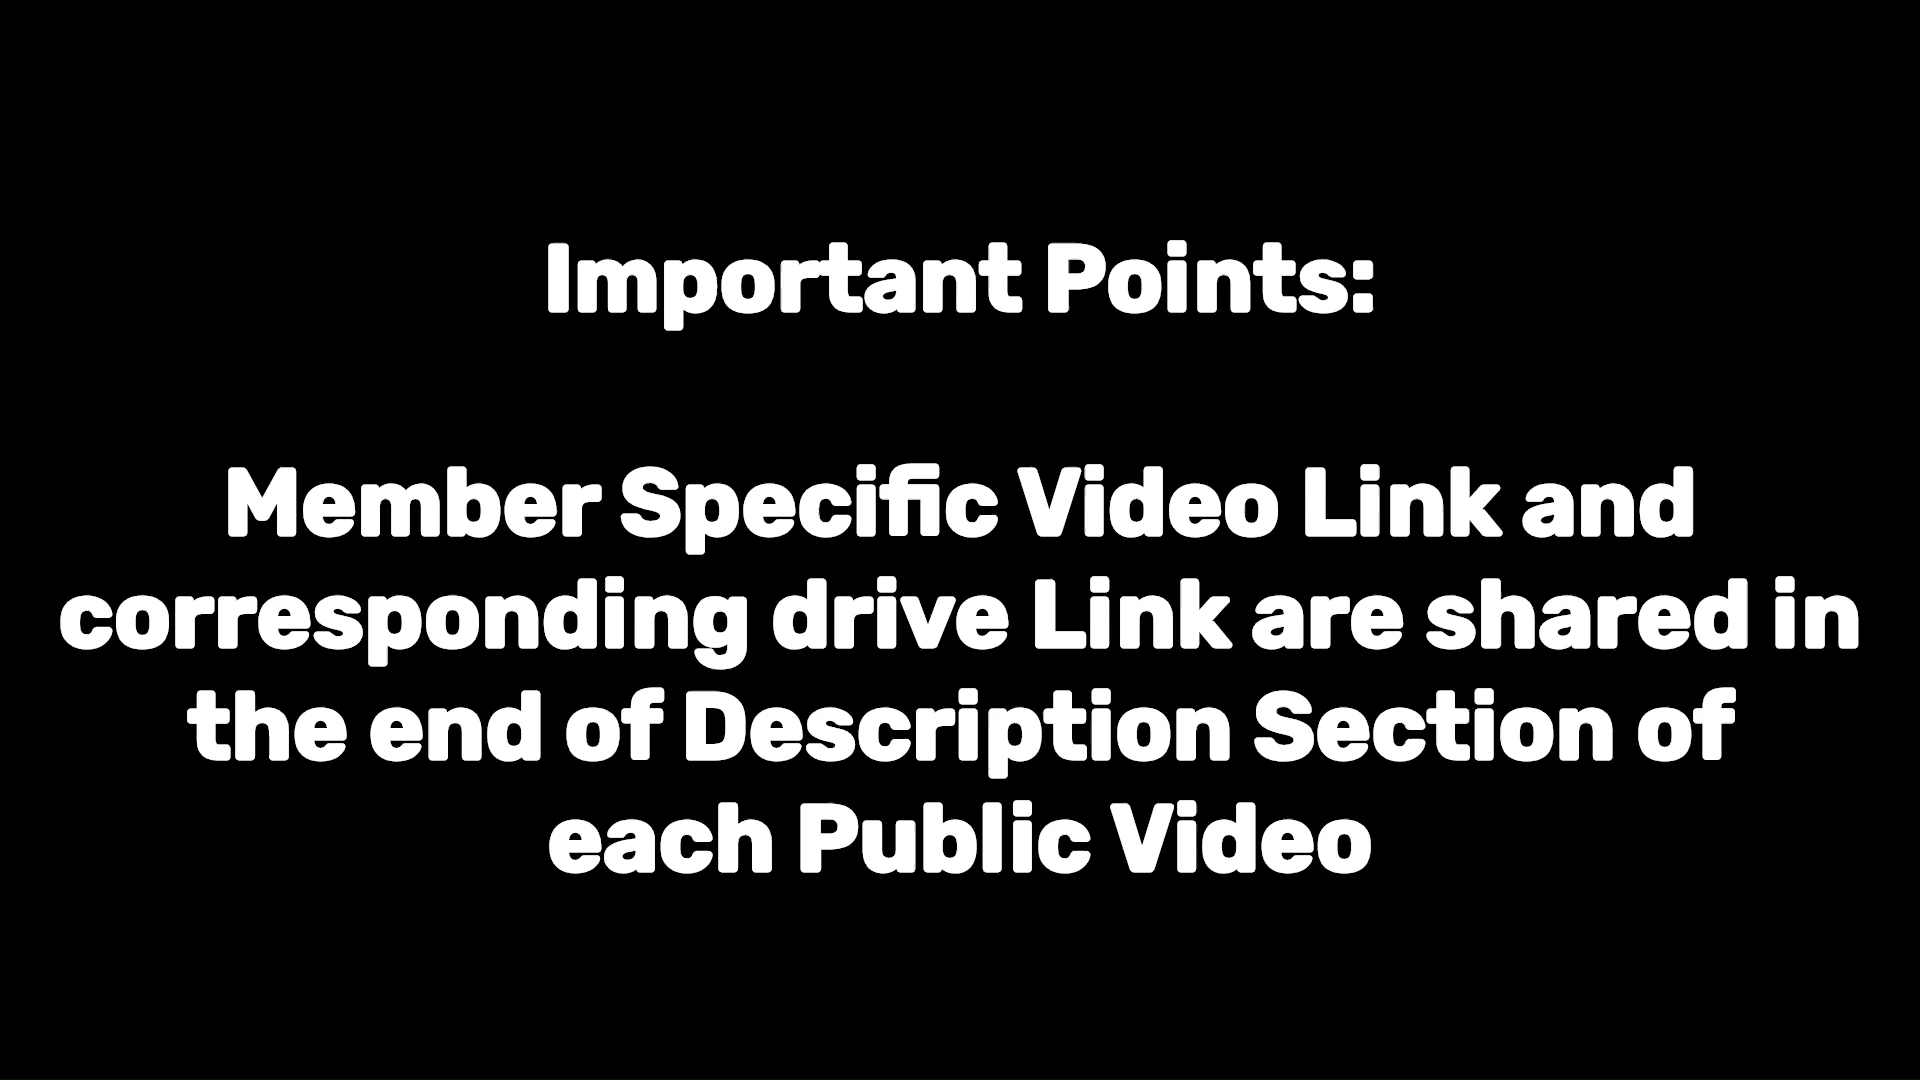 Important Points:
Member Specific Video Link and
corresponding drive Link are shared in
the end of Description Section of
each Public Video